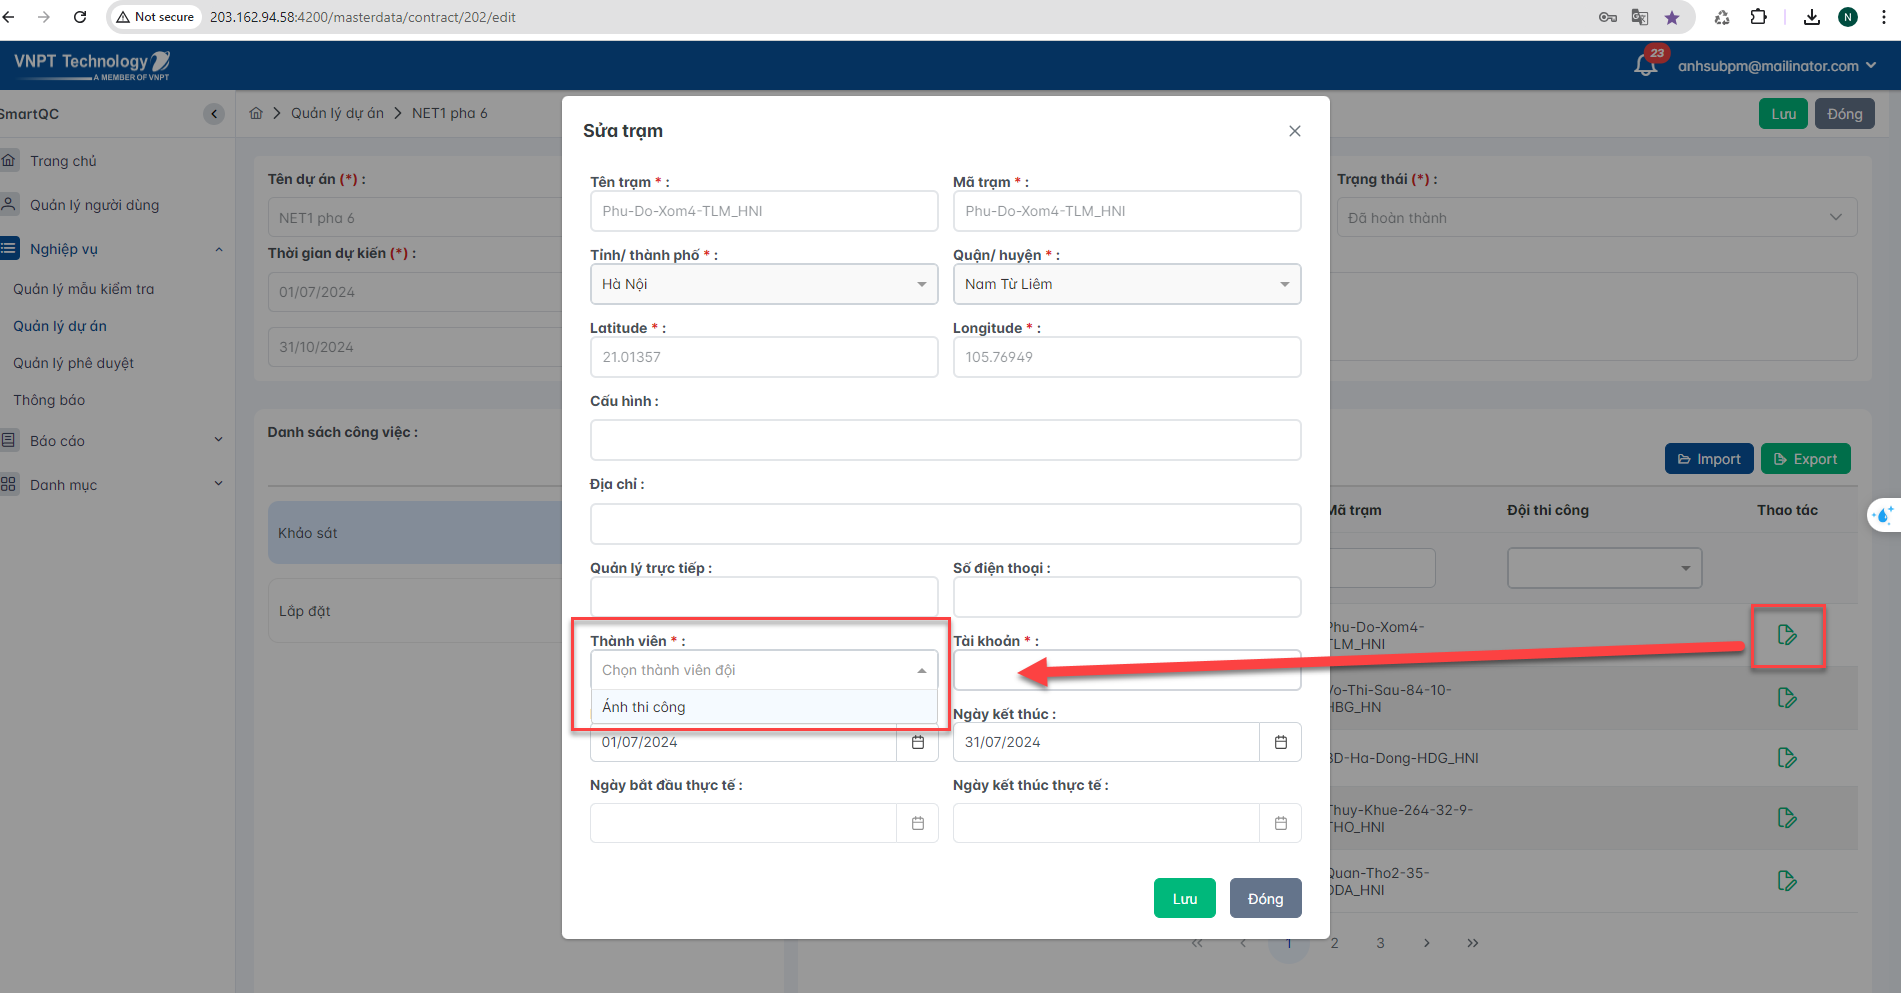 Not secure 203.162.94.58:4200/masterdata/contract/202/edit
N
VNPT Technology
A MEMBER OF VNPT
23
anhsubpm@mailinator.com
SmartQC
Quản lý dự án > NET1 pha 6
Lưu
Đóng
Trang chủ
Quản lý người dùng
Nghiệp vụ
Quản lý mẫu kiểm tra
Quản lý dự án
Quản lý phê duyệt
Thông báo
Báo cáo
Danh mục
Tên dự án (*) :
NET1 pha 6
Thời gian dự kiến (*) :
01/07/2024
31/10/2024
Trạng thái (*) :
Đã hoàn thành
Danh sách công việc :
Khảo sát
Lắp đặt
Sửa trạm
Tên trạm * :
Phu-Do-Xom4-TLM_HNI
Mã trạm * :
Phu-Do-Xom4-TLM_HNI
Tỉnh/ thành phố * :
Hà Nội
Quận/ huyện * :
Nam Từ Liêm
Latitude * :
21.01357
Longitude * :
105.76949
Cấu hình :
Địa chỉ :
Quản lý trực tiếp :
Số điện thoại :
Thành viên * :
Chọn thành viên đội
Ánh thi công
Tài khoản * :
01/07/2024
Ngày kết thúc :
31/07/2024
Ngày bắt đầu thực tế :
Ngày kết thúc thực tế :
Lưu
Đóng
Import
Export
Mã trạm
Đội thi công
Thao tác
Phu-Do-Xom4-
TLM_HNI
Vo-Thi-Sau-84-10-
HBG_HN
BD-Ha-Dong-HDG_HNI
Thuy-Khue-264-32-9-
THO_HNI
Quan-Tho2-35-
DDA_HNI
« ‹ 1 2 3 › »